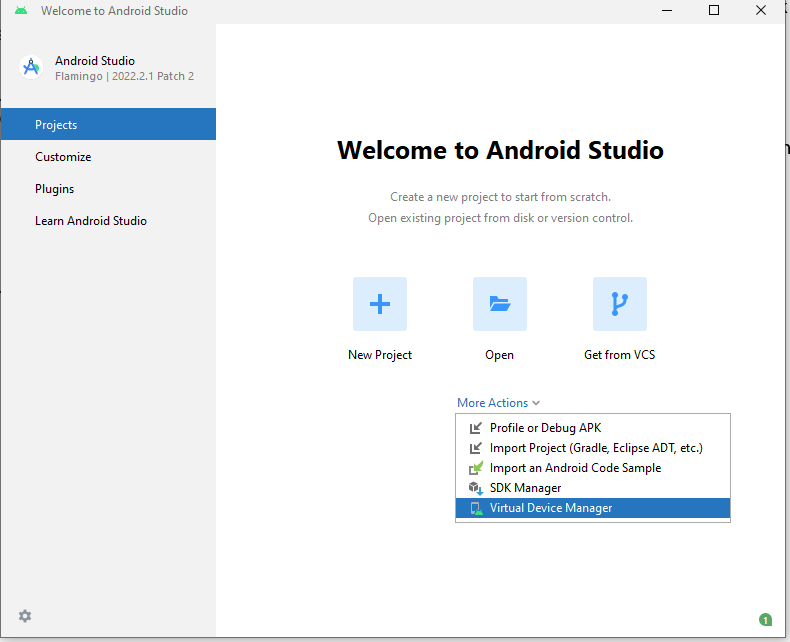 Welcome to Android Studio
Android Studio
Flamingo | 2022.2.1 Patch 2
Projects
Customize
Plugins
Learn Android Studio
Welcome to Android Studio
Create a new project to start from scratch.
Open existing project from disk or version control.
New Project
Open
Get from VCS
More Actions
Profile or Debug APK
Import Project (Gradle, Eclipse ADT, etc.)
Import an Android Code Sample
SDK Manager
Virtual Device Manager
1